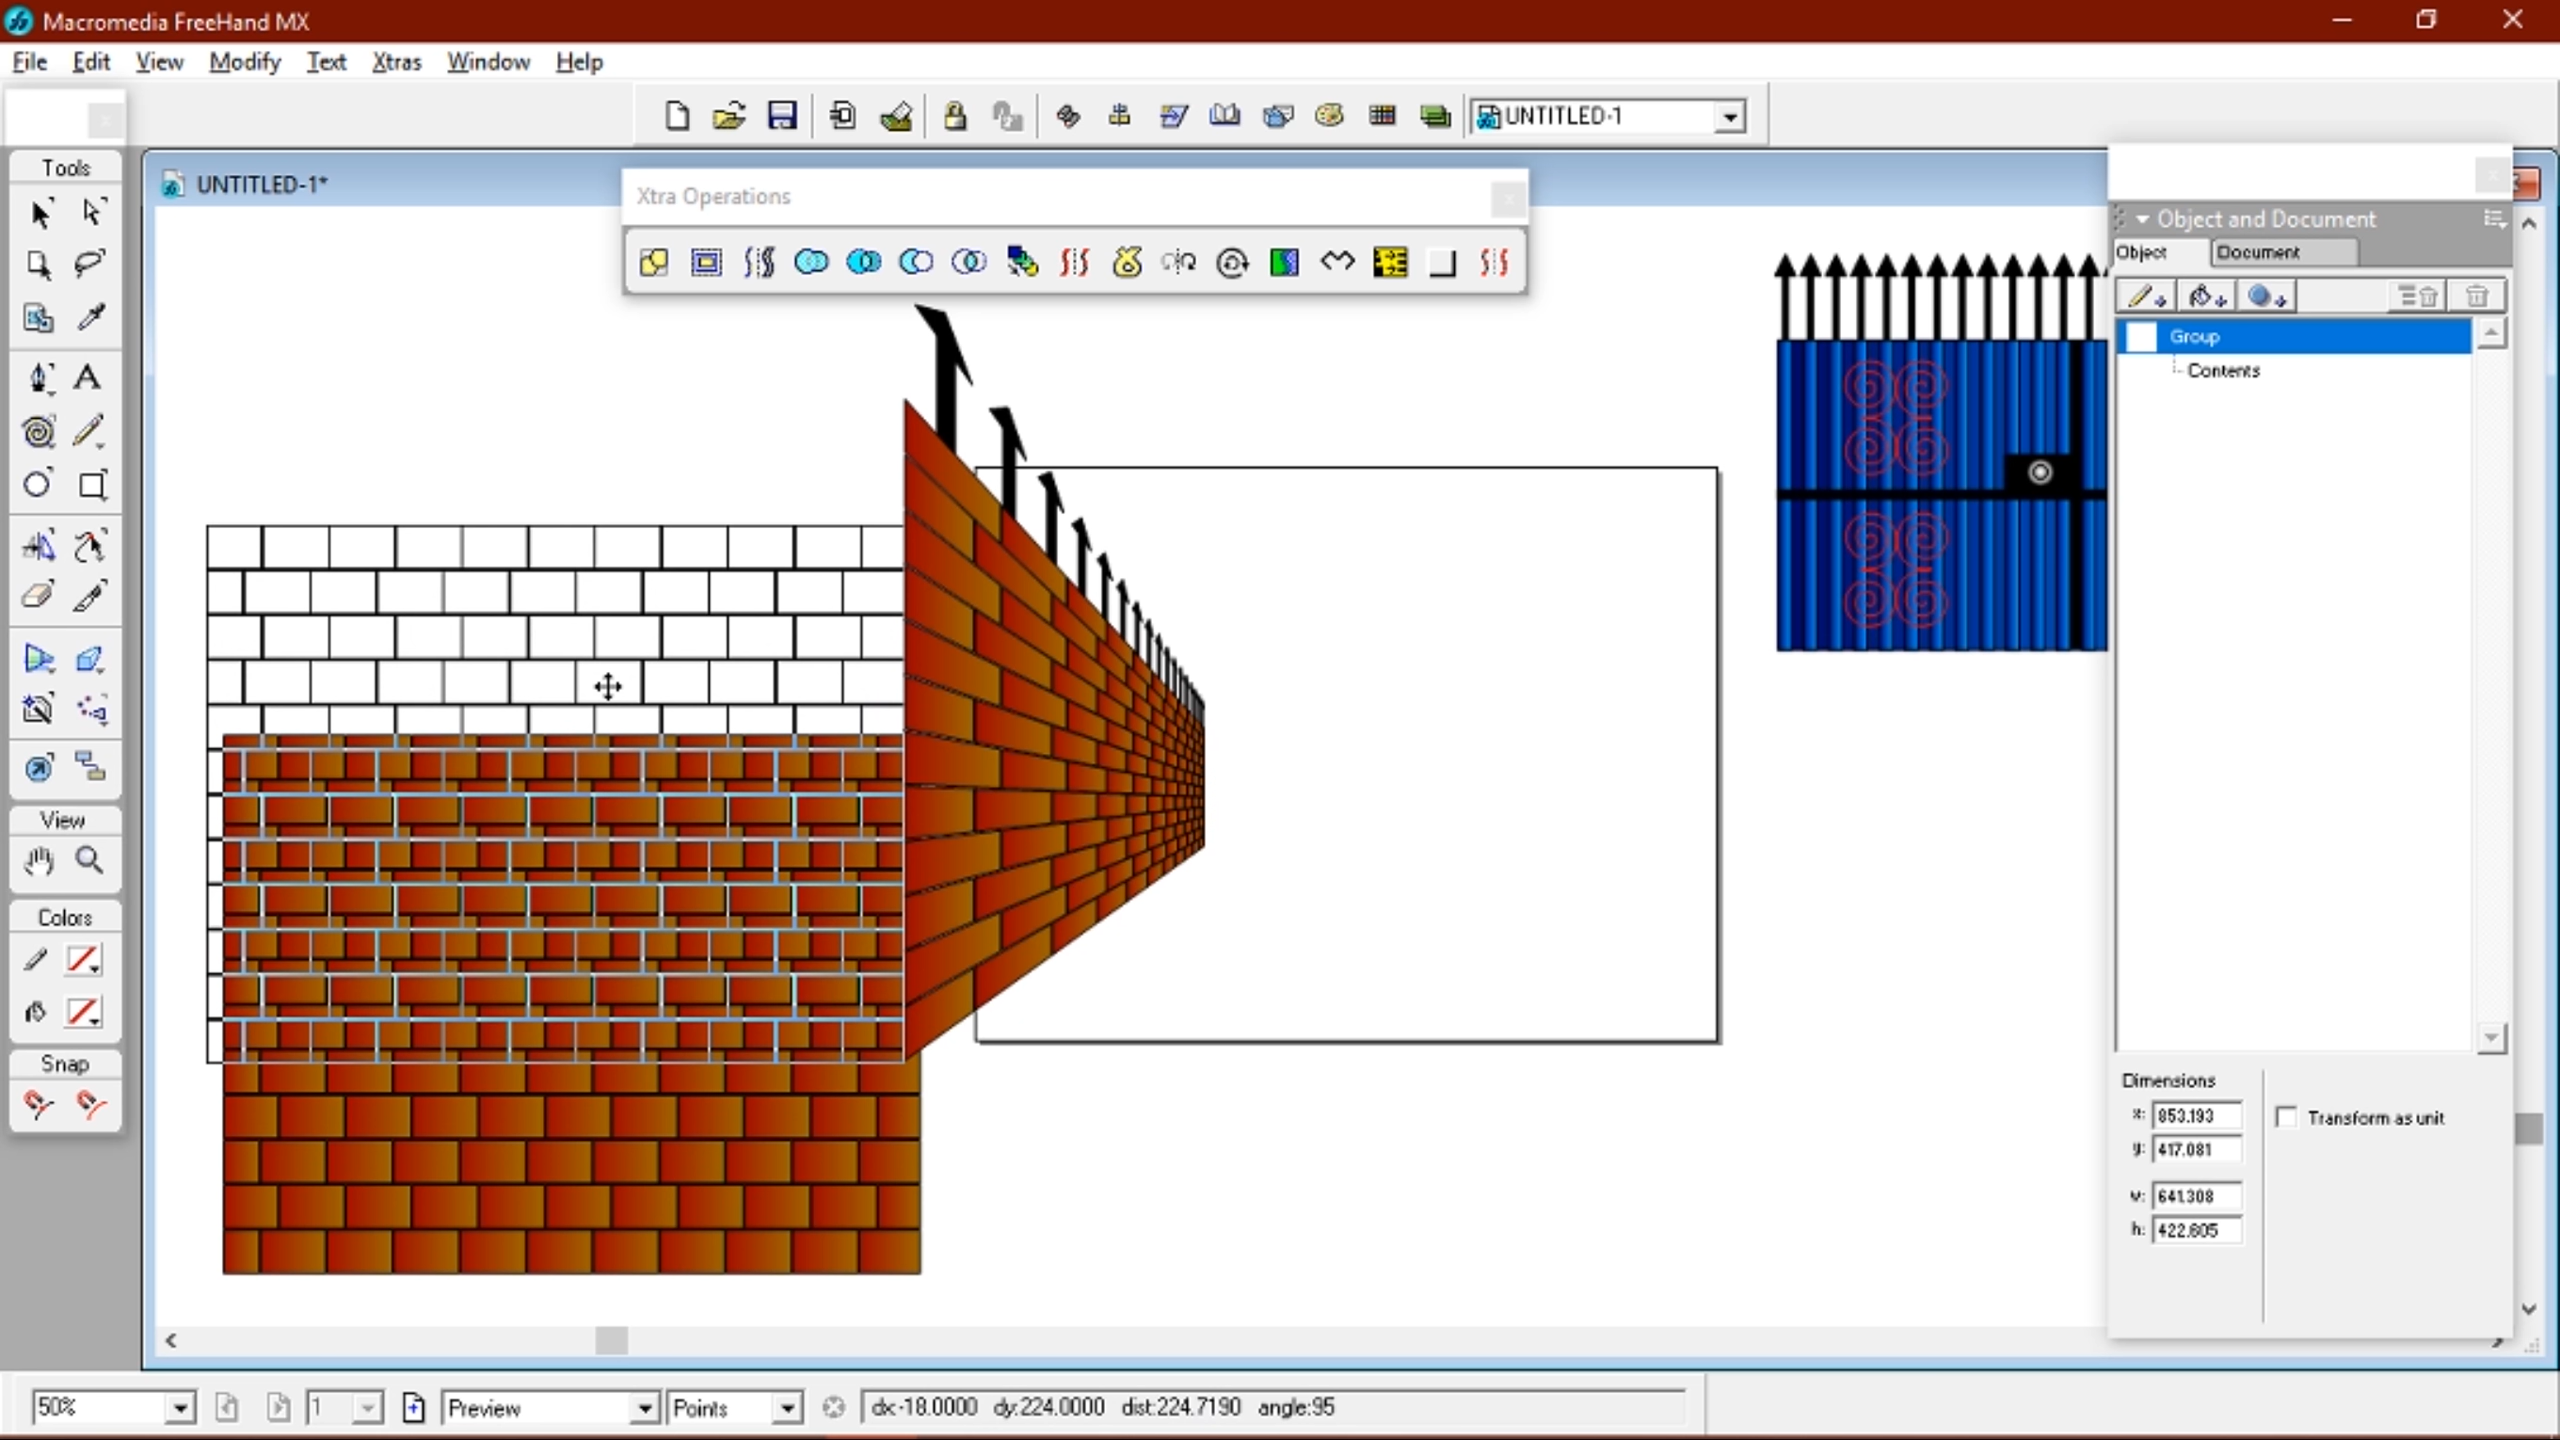 Macromedia FreeHand MX
File Edit View Modify Text Xtras Window Help
UNTITLED-1
Tools
UNTITLED-1*
Xtra Operations
Object and Document
Object Document
Group
Contents
View
Colors
Snap
Dimensions
x: 853.193
y: 417.081
w: 641.308
h: 422.605
Transform as unit
50% 1 Preview Points dx:-18.0000 dy:224.0000 dist:224.7190 angle:95